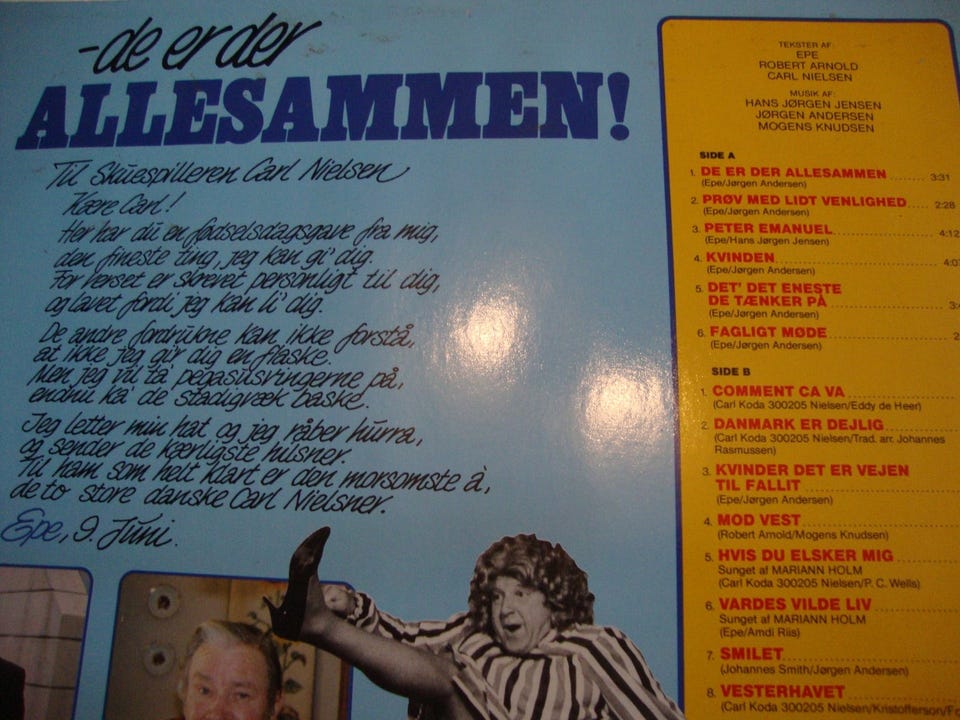 -de er der
ALLESAMMEN!
Til Skuespilleren Carl Nielsen
Kære Carl!
Her har du en fødselsdagsgave fra mig,
den fineste ting, jeg kan gi' dig.
For verset er skrevet personligt til dig,
og lavet fordi jeg kan li' dig.
De andre fordrukne kan ikke forstå,
at ikke jeg gi'r dig en flaske.
Men jeg vil ta' pegasusvingerne på,
endnu ka' de stadigvæk baske.
Jeg letter min hat og jeg råber hurra,
og sender de kærligste hilsner.
Til ham som helt klart er den morsomste a',
de to store danske Carl Nielsner.
Epe, 9. Juni.
TEKSTER AF:
EPE
ROBERT ARNOLD
CARL NIELSEN
MUSIK AF:
HANS JØRGEN JENSEN
JØRGEN ANDERSEN
MOGENS KNUDSEN
SIDE A
1. DE ER DER ALLESAMMEN ........ 3:31
(Epe/Jørgen Andersen)
2. PRØV MED LIDT VENLIGHED .... 2:28
(Epe/Jørgen Andersen)
3. PETER EMANUEL ........ 4:12
(Epe/Hans Jørgen Jensen)
4. KVINDEN ........ 4:0
(Epe/Jørgen Andersen)
5. DET' DET ENESTE
DE TÆNKER PÅ ........ 3:
(Epe/Jørgen Andersen)
6. FAGLIGT MØDE ........ 2
(Epe/Jørgen Andersen)
SIDE B
1. COMMENT CA VA ........
(Carl Koda 300205 Nielsen/Eddy de Heer)
2. DANMARK ER DEJLIG ........
(Carl Koda 300205 Nielsen/Trad. arr. Johannes
Rasmussen)
3. KVINDER DET ER VEJEN
TIL FALLIT ........
(Epe/Jørgen Andersen)
4. MOD VEST ........
(Robert Arnold/Mogens Knudsen)
5. HVIS DU ELSKER MIG ........
Sunget af MARIANN HOLM
(Carl Koda 300205 Nielsen/P. C. Wells)
6. VARDES VILDE LIV ........
Sunget af MARIANN HOLM
(Epe/Amdi Riis)
7. SMILET ........
(Johannes Smith/Jørgen Andersen)
8. VESTERHAVET ........
(Carl Koda 300205 Nielsen/Kristofferson/F